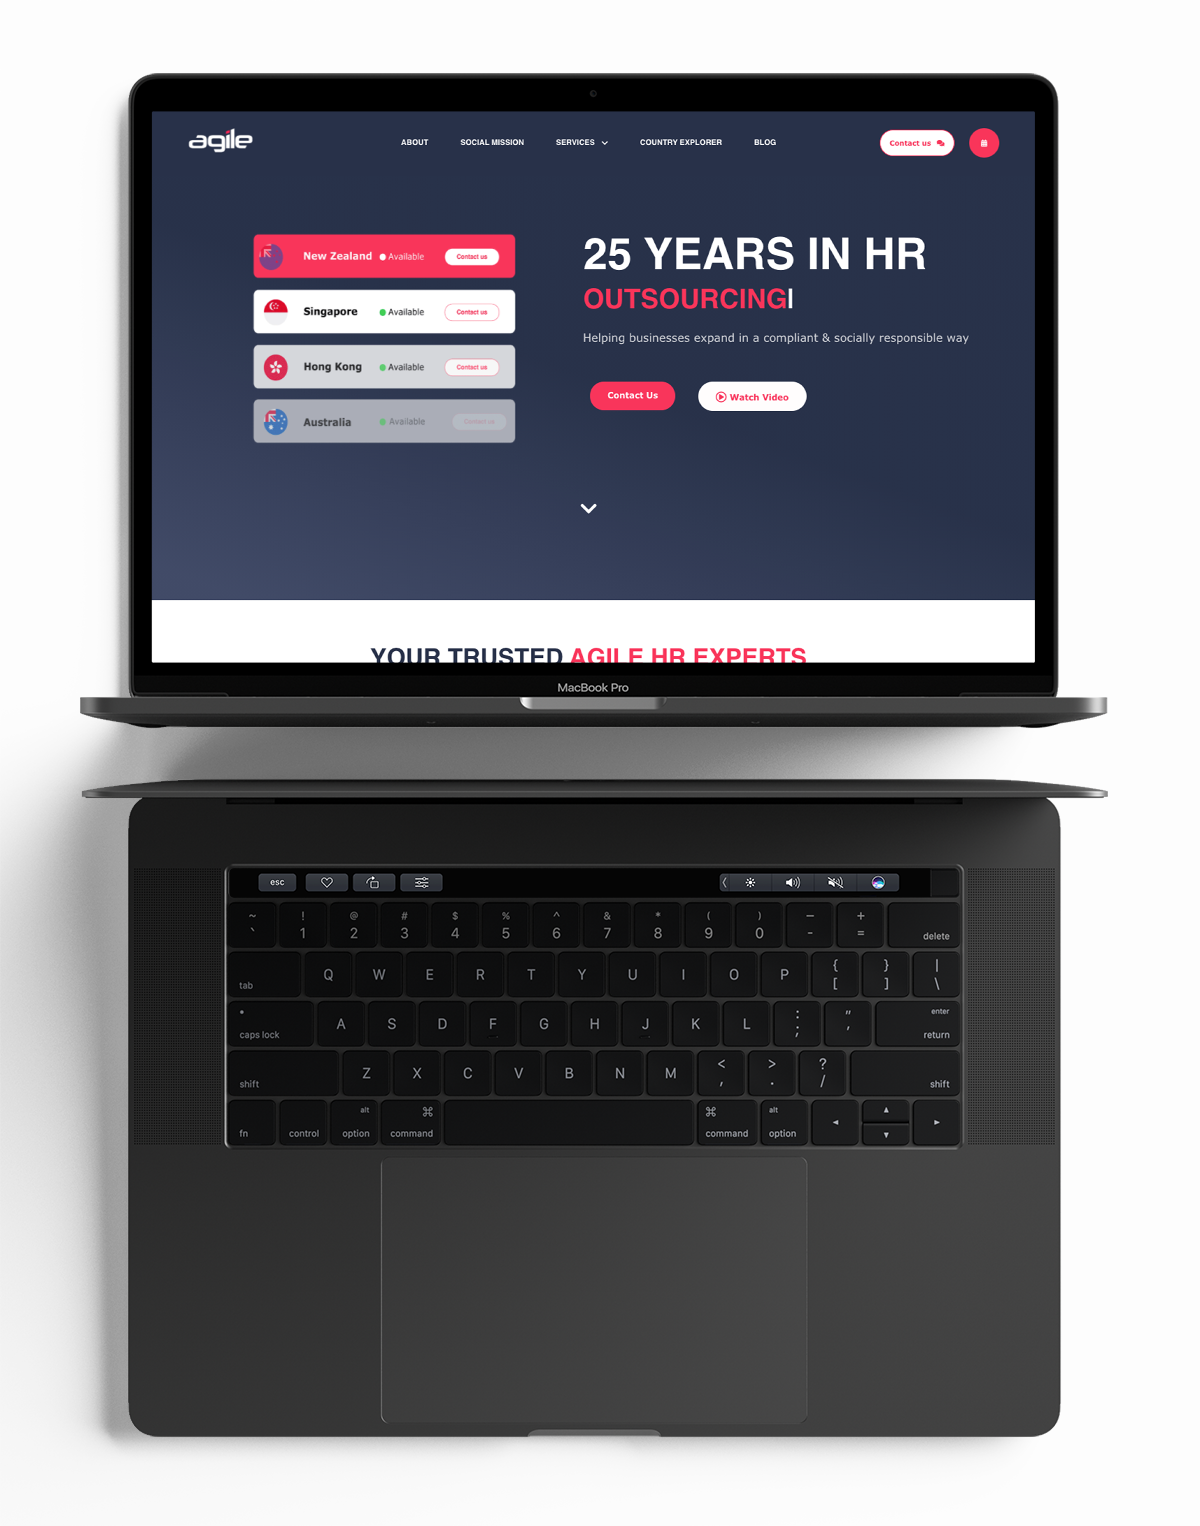 agile
ABOUT SOCIAL MISSION SERVICES COUNTRY EXPLORER BLOG
Contact us
New Zealand Available Contact us
Singapore Available Contact us
Hong Kong Available Contact us
Australia Available Contact us
25 YEARS IN HR
OUTSOURCING
Helping businesses expand in a compliant & socially responsible way
Contact Us Watch Video
YOUR TRUSTED AGILE HR EXPERTS
MacBook Pro
esc
~ ! @ # $ % ^ & * ( ) — +
` 1 2 3 4 5 6 7 8 9 0 - = delete
tab Q W E R T Y U I O P { [ } ] | \
caps lock A S D F G H J K L : ; " ' enter return
shift Z X C V B N M < , > . ? / shift
fn control alt option ⌘ command ⌘ command alt option ◄ ▲ ▼ ►